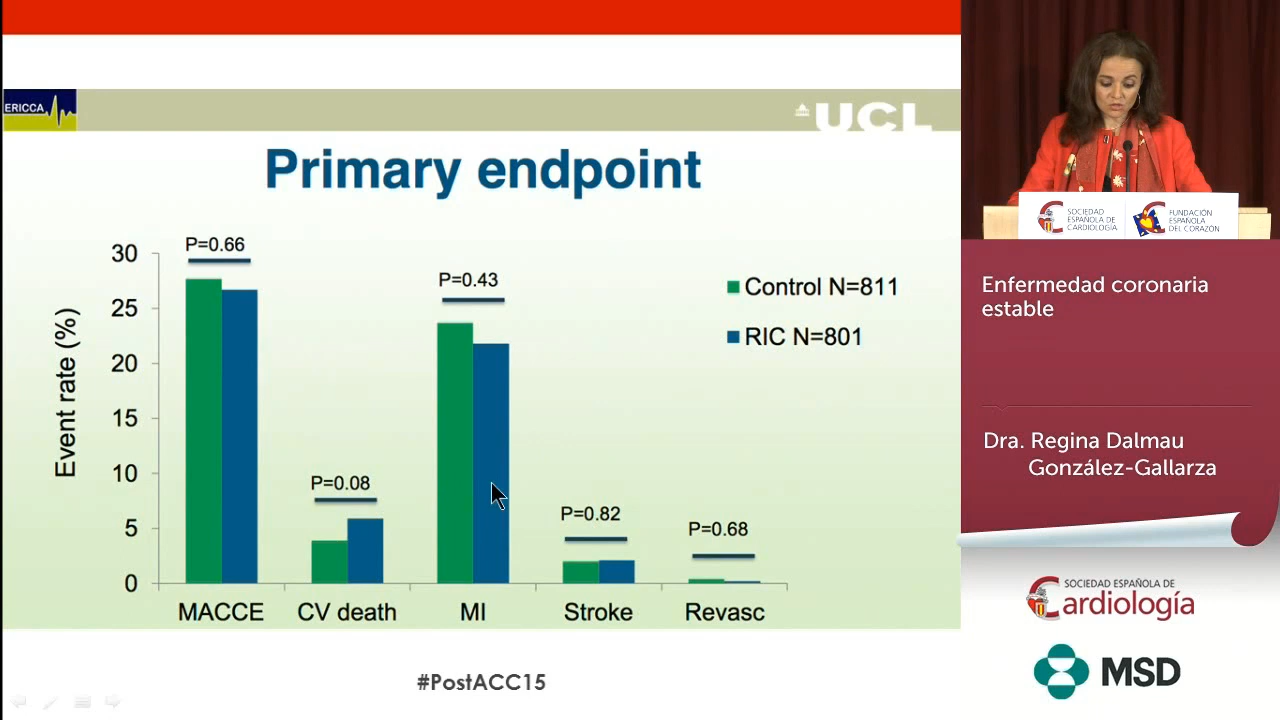 ERICCA
UCL
Primary endpoint
Event rate (%)
30
25
20
15
10
5
0
P=0.66
P=0.08
P=0.43
P=0.82
P=0.68
Control N=811
RIC N=801
MACCE
CV death
MI
Stroke
Revasc
#PostACC15
SOCIEDAD
ESPAÑOLA DE
CARDIOLOGÍA
FUNDACIÓN
ESPAÑOLA
DEL CORAZÓN
Enfermedad coronaria
estable
Dra. Regina Dalmau
González-Gallarza
SOCIEDAD ESPAÑOLA DE
Cardiología
MSD